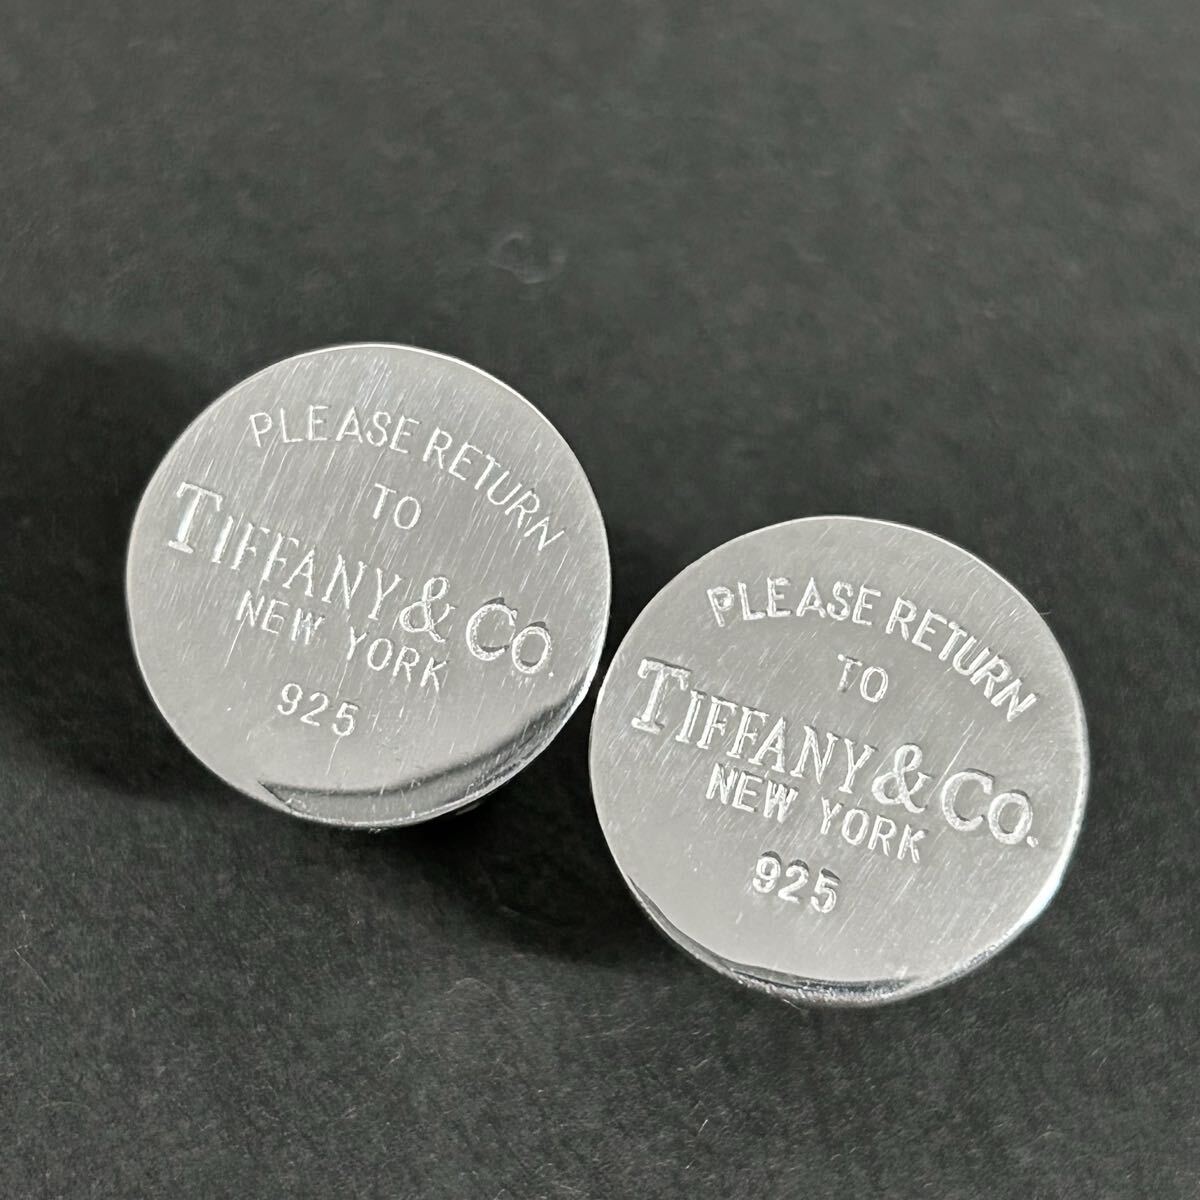 PLEASE RETURN
TO
TIFFANY & CO.
NEW YORK
925
PLEASE RETURN
TO
TIFFANY & CO.
NEW YORK
925